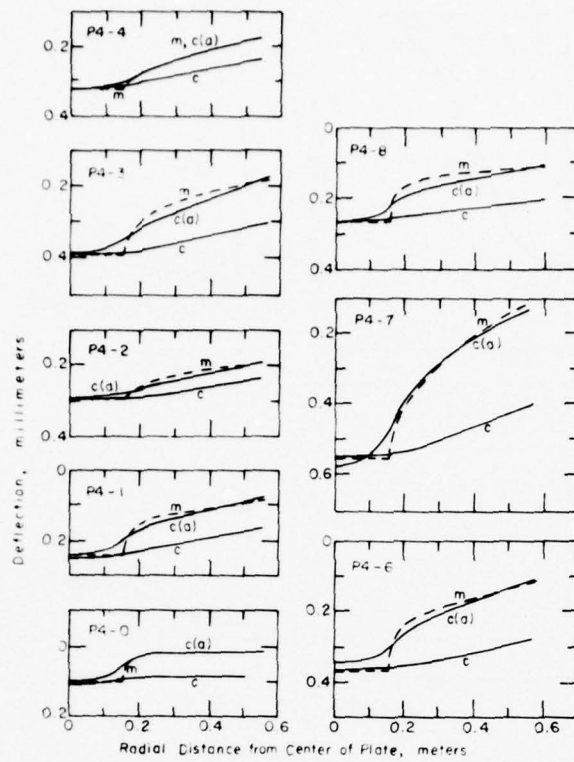 P4-4
0.2
0.4
m, c(a)
c
m
P4-3
0.2
0.4
m
c(a)
c
P4-2
0.2
0.4
m
c(a)
c
P4-1
0
0.2
m
c(a)
c
P4-0
0
0.2
c(a)
m
c
0 0.2 0.4 0.6
P4-8
0
0.2
0.4
m
c(a)
c
P4-7
0.2
0.4
0.6
m
c(a)
c
P4-6
0
0.2
0.4
m
c(a)
c
0 0.2 0.4 0.6
Deflection, millimeters
Radial Distance from Center of Plate, meters